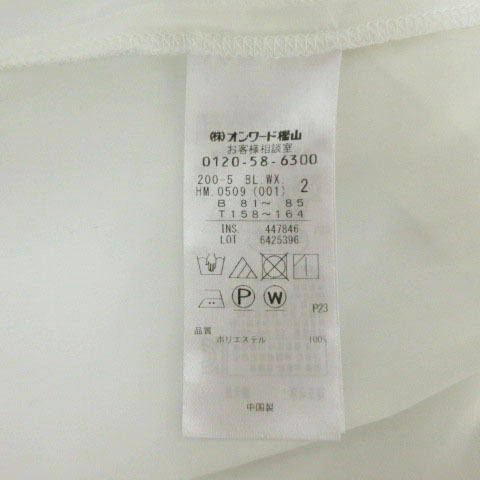 (株)オンワード樫山
お客様相談室
0120-58-6300
200-5 BL WX. 2
HM.0509 (001)
B 81～ 85
T158～164
INS. 447846
LOT 6425396
P W
P23
品質
ポリエステル 100%
中国製